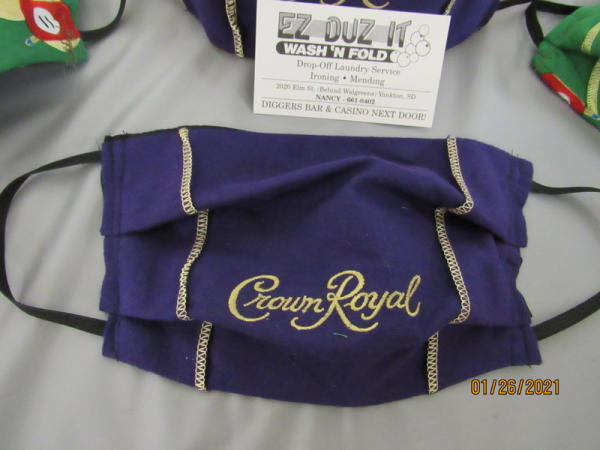 EZ DUZ IT
WASH 'N FOLD
Drop-Off Laundry Service
Ironing • Mending
2020 Elm St. (Behind Walgreens) Yankton, SD
NANCY - 661-0402
DIGGERS BAR & CASINO NEXT DOOR!
Crown Royal
01/26/2021
11